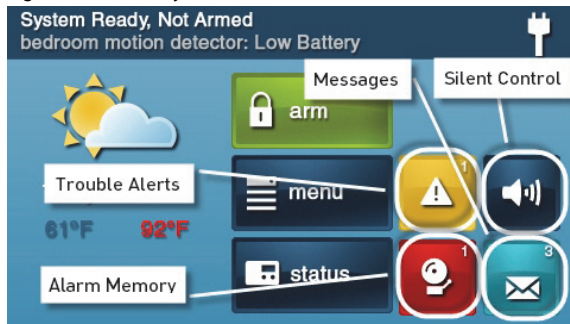 System Ready, Not Armed
bedroom motion detector: Low Battery
Messages
Silent Control
arm
Trouble Alerts
menu
1
61°F 92°F
Alarm Memory
status
1
3